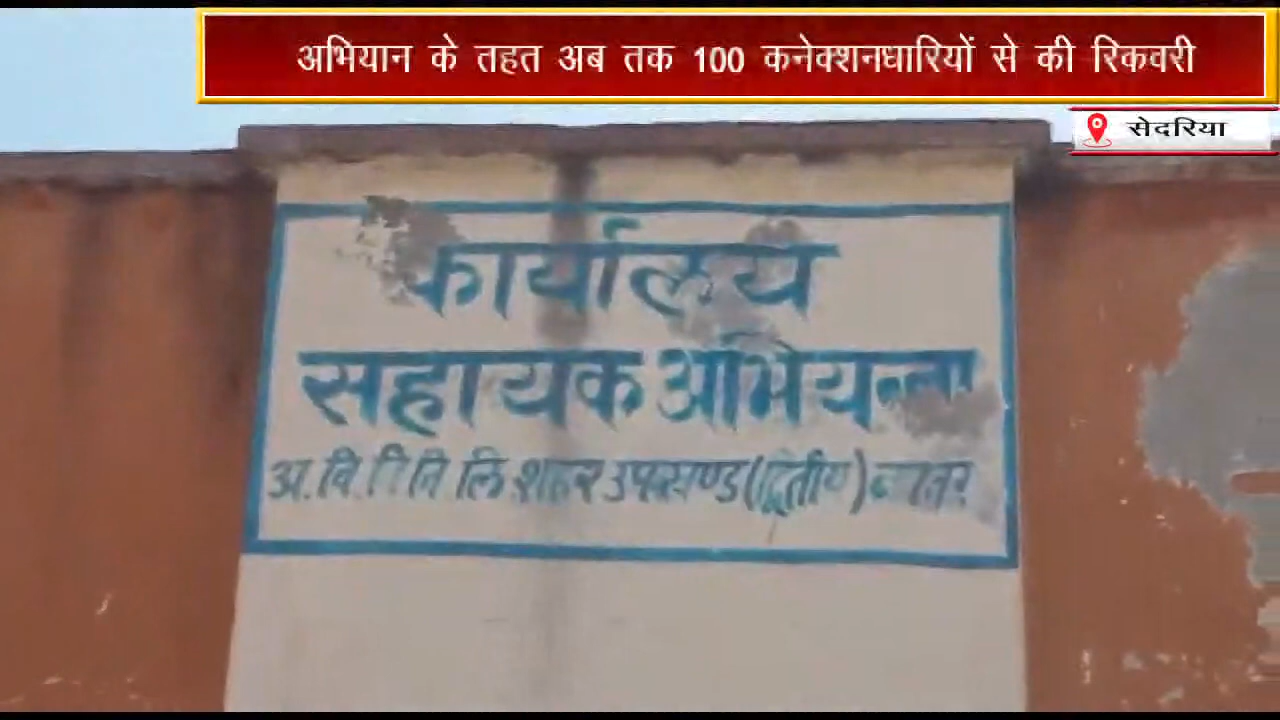 अभियान के तहत अब तक 100 कनेक्शनधारियों से की रिकवरी
सेदरिया
कार्यालय
सहायक अभियन्ता
अ. वि. वि नि लि शहर उपखण्ड (द्वितीय)